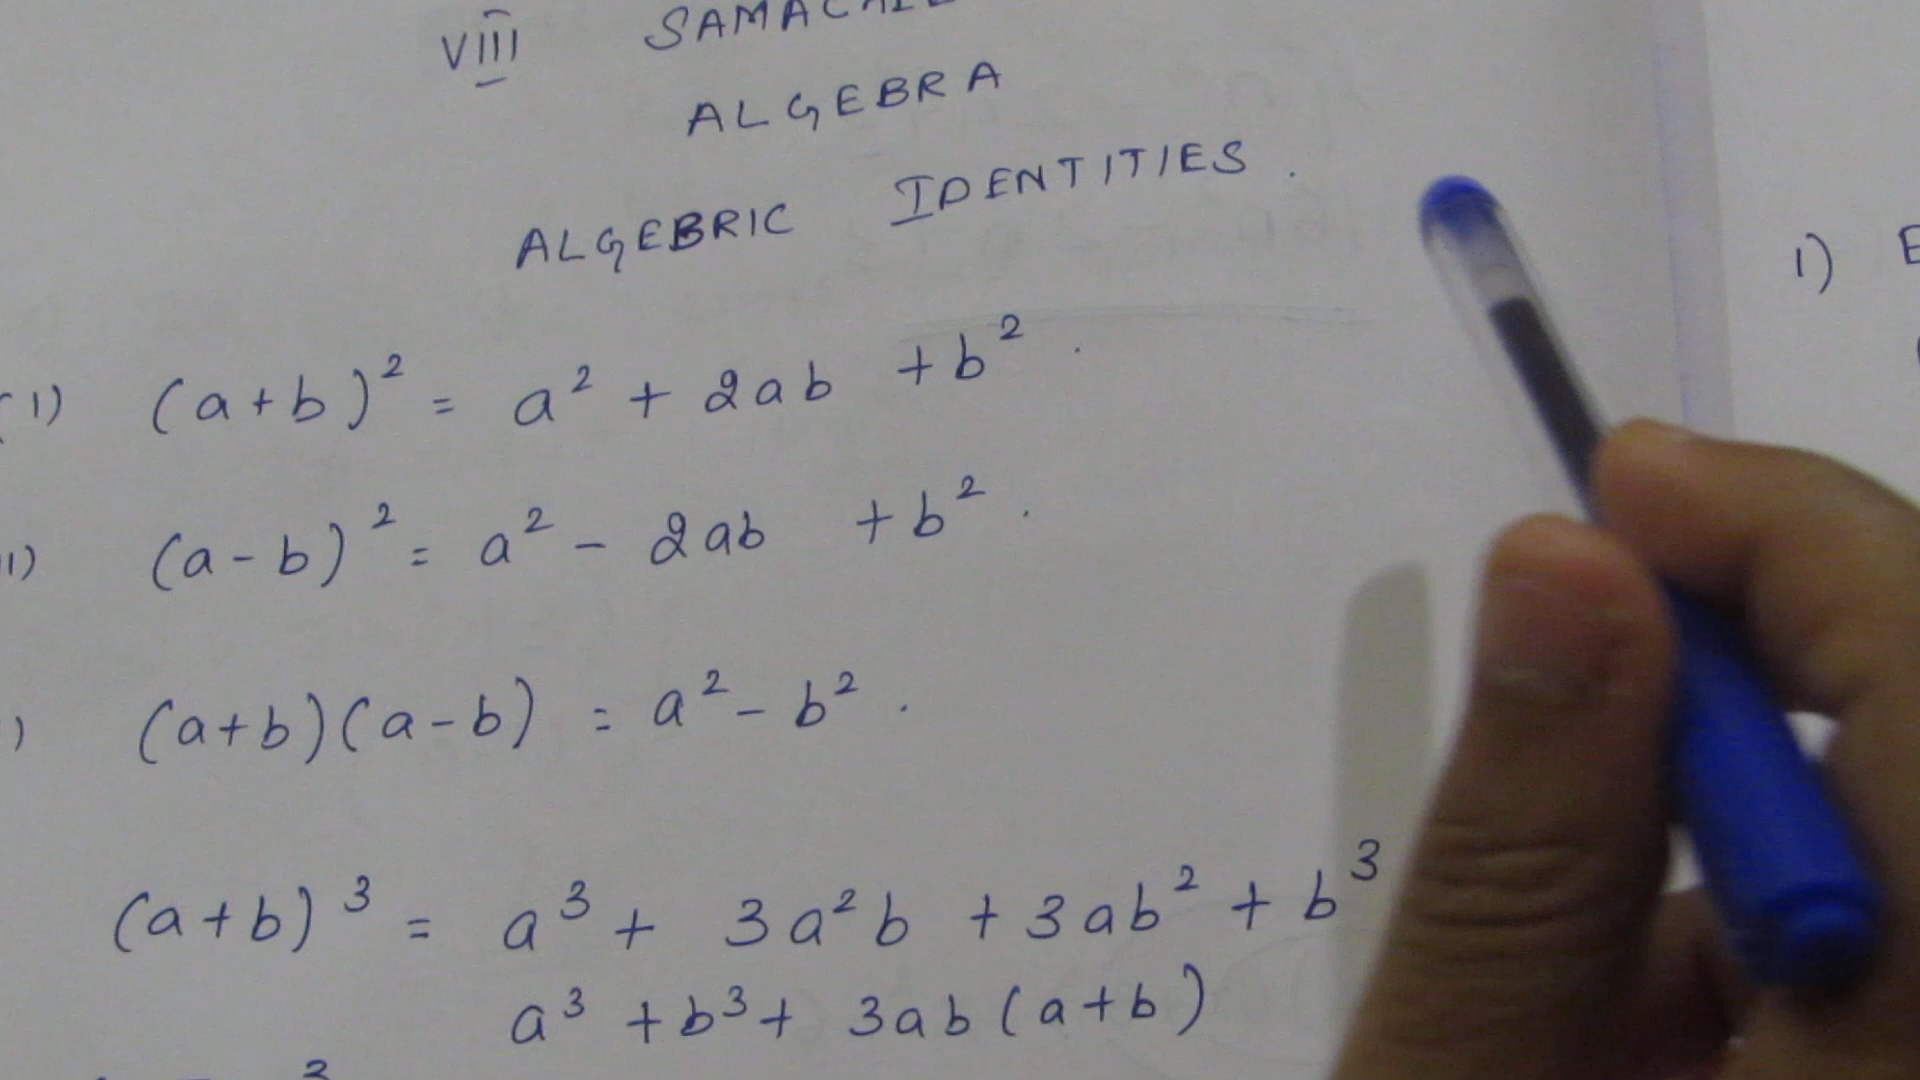 VIII
ALGEBRA
ALGEBRIC IDENTITIES.
1) (a+b)² = a² + 2ab + b².
11) (a-b)² = a² - 2ab + b².
) (a+b)(a-b) = a² - b².
(a+b)³ = a³ + 3a²b + 3ab² + b³
a³ + b³ + 3ab(a+b)
1)